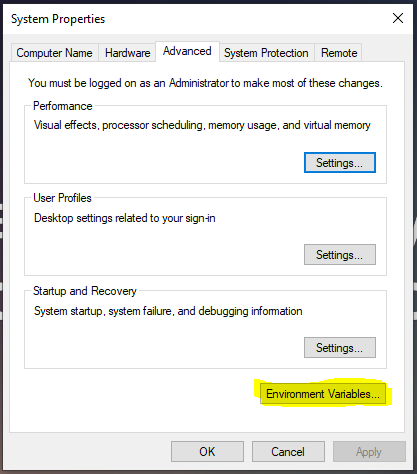 System Properties
Computer Name
Hardware
Advanced
System Protection
Remote
You must be logged on as an Administrator to make most of these changes.
Performance
Visual effects, processor scheduling, memory usage, and virtual memory
Settings...
User Profiles
Desktop settings related to your sign-in
Settings...
Startup and Recovery
System startup, system failure, and debugging information
Settings...
Environment Variables...
OK
Cancel
Apply